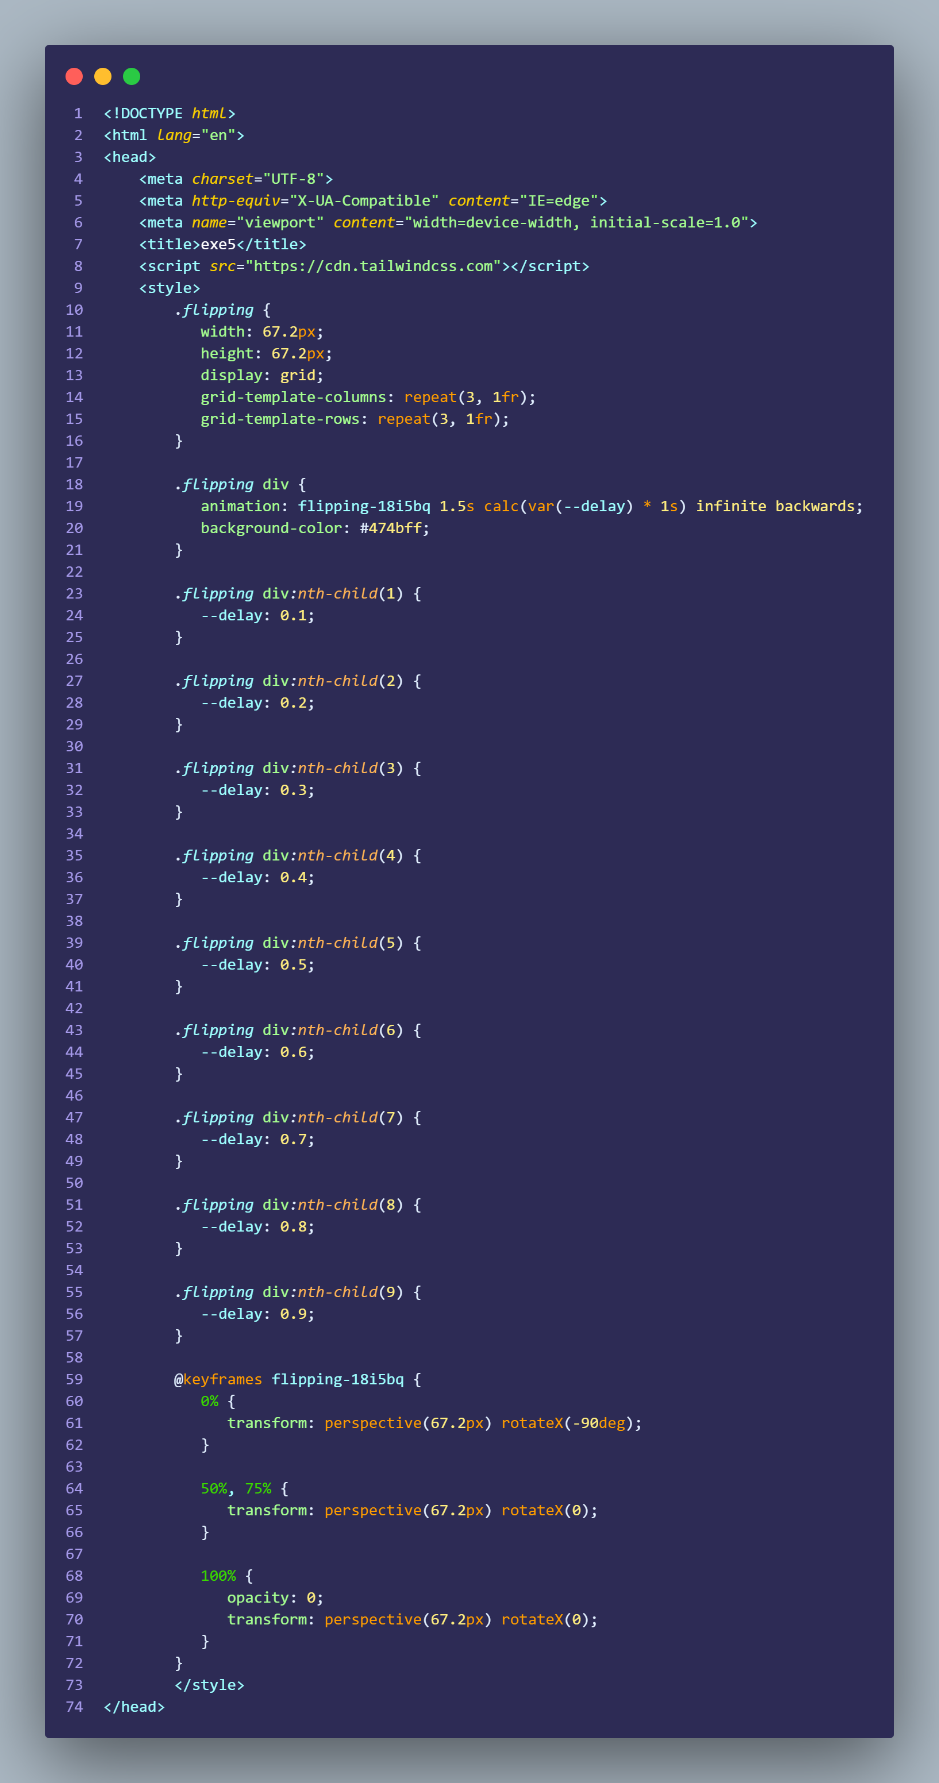 1 <!DOCTYPE html>
2 <html lang="en">
3 <head>
4     <meta charset="UTF-8">
5     <meta http-equiv="X-UA-Compatible" content="IE=edge">
6     <meta name="viewport" content="width=device-width, initial-scale=1.0">
7     <title>exe5</title>
8     <script src="https://cdn.tailwindcss.com"></script>
9     <style>
10         .flipping {
11            width: 67.2px;
12            height: 67.2px;
13            display: grid;
14            grid-template-columns: repeat(3, 1fr);
15            grid-template-rows: repeat(3, 1fr);
16         }
17
18         .flipping div {
19            animation: flipping-18i5bq 1.5s calc(var(--delay) * 1s) infinite backwards;
20            background-color: #474bff;
21         }
22
23         .flipping div:nth-child(1) {
24            --delay: 0.1;
25         }
26
27         .flipping div:nth-child(2) {
28            --delay: 0.2;
29         }
30
31         .flipping div:nth-child(3) {
32            --delay: 0.3;
33         }
34
35         .flipping div:nth-child(4) {
36            --delay: 0.4;
37         }
38
39         .flipping div:nth-child(5) {
40            --delay: 0.5;
41         }
42
43         .flipping div:nth-child(6) {
44            --delay: 0.6;
45         }
46
47         .flipping div:nth-child(7) {
48            --delay: 0.7;
49         }
50
51         .flipping div:nth-child(8) {
52            --delay: 0.8;
53         }
54
55         .flipping div:nth-child(9) {
56            --delay: 0.9;
57         }
58
59         @keyframes flipping-18i5bq {
60            0% {
61               transform: perspective(67.2px) rotateX(-90deg);
62            }
63
64            50%, 75% {
65               transform: perspective(67.2px) rotateX(0);
66            }
67
68            100% {
69               opacity: 0;
70               transform: perspective(67.2px) rotateX(0);
71            }
72         }
73         </style>
74 </head>